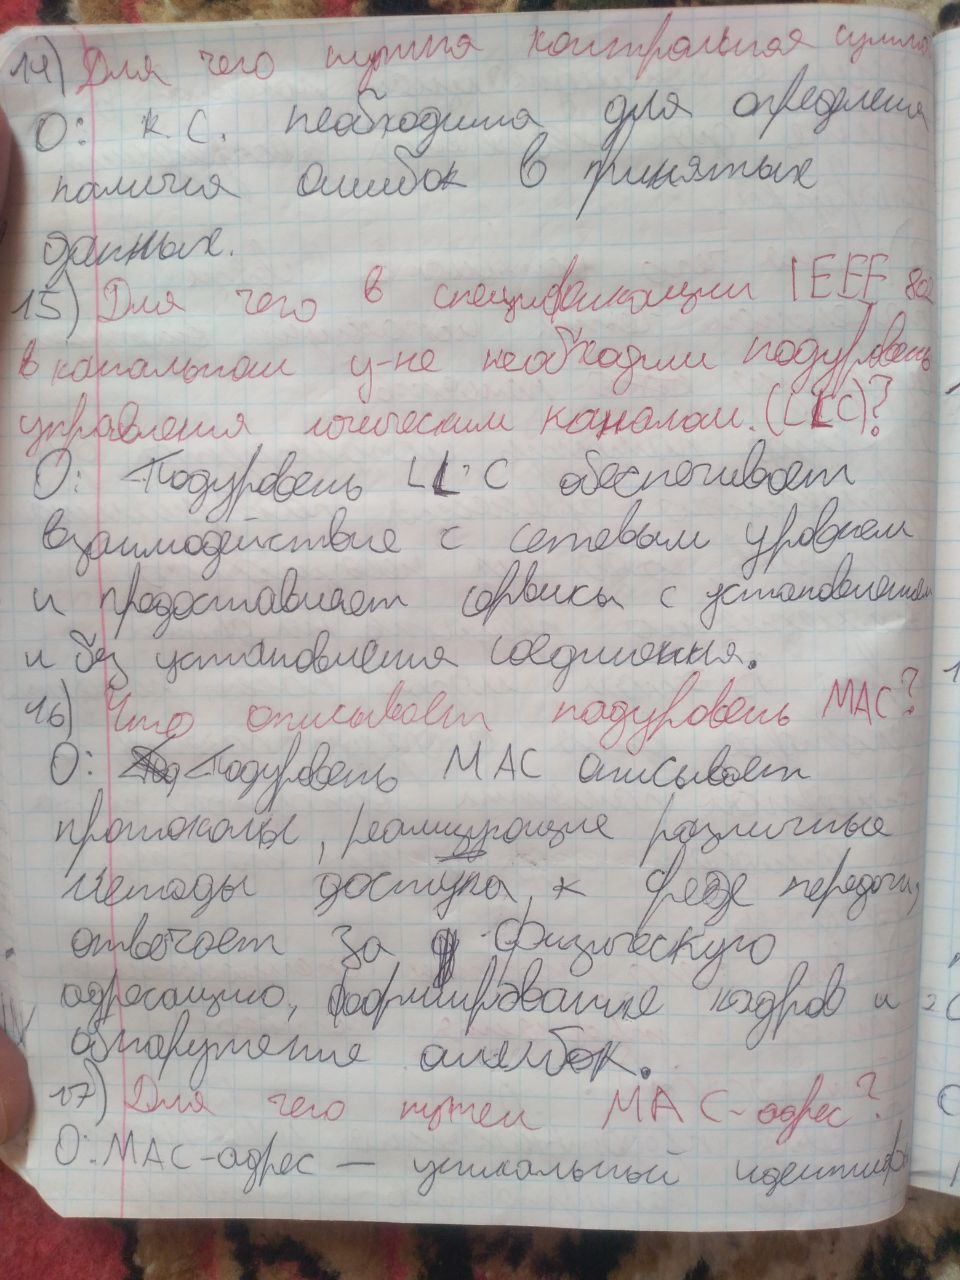 14) Для чего нужна контрольная сумма
О: К.С. необходима для определения
наличия ошибок в принятых
данных.
15) Для чего в спецификации IEEE 802
в канальном у-не необходим подуровень
управления логическим каналом. (LLC)?
О: Подуровень LLC обеспечивает
взаимодействие с сетевым уровнем
и предоставляет сервисы с установлением
и без установления соединения.
16) Что описывает подуровень MAC?
О: Подуровень MAC описывает
протоколы, реализующие различные
методы доступа к среде передачи,
отвечает за физическую
адресацию, формирование кадров и
обнаружение ошибок.
17) Для чего нужен MAC-адрес?
О: MAC-адрес — уникальный идентиф